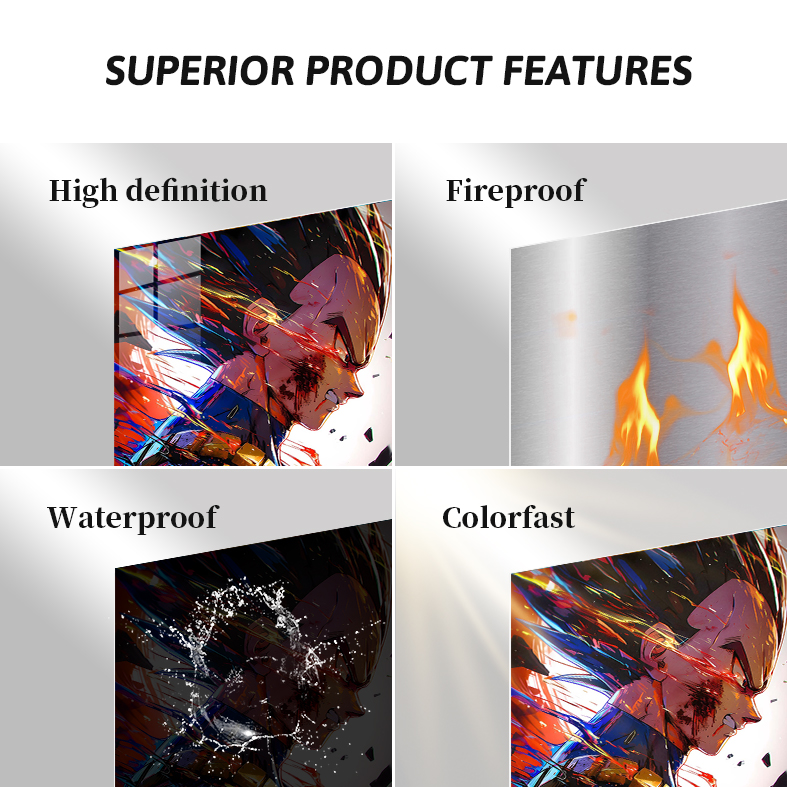 SUPERIOR PRODUCT FEATURES
High definition
Fireproof
Waterproof
Colorfast